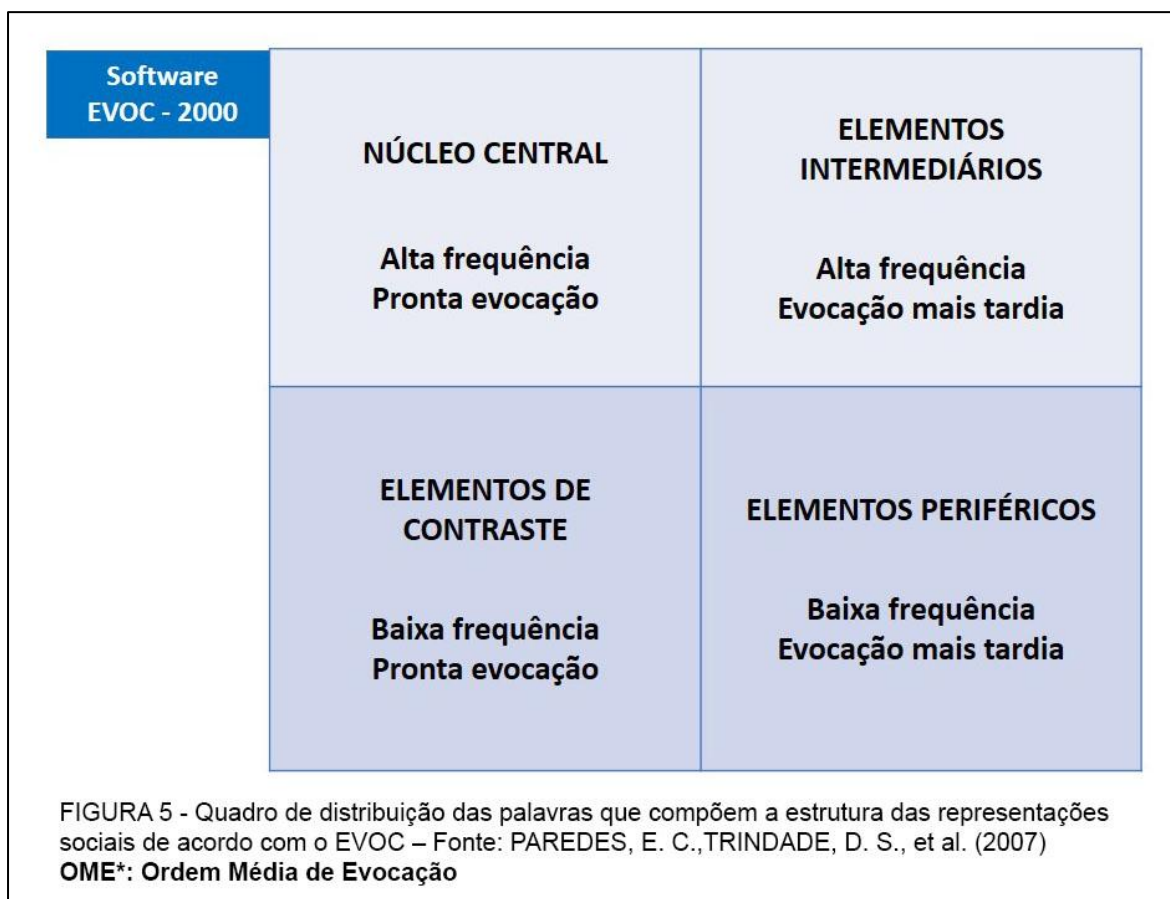 Software
EVOC - 2000
NÚCLEO CENTRAL
Alta frequência
Pronta evocação
ELEMENTOS
INTERMEDIÁRIOS
Alta frequência
Evocação mais tardia
ELEMENTOS DE
CONTRASTE
Baixa frequência
Pronta evocação
ELEMENTOS PERIFÉRICOS
Baixa frequência
Evocação mais tardia
FIGURA 5 - Quadro de distribuição das palavras que compõem a estrutura das representações
sociais de acordo com o EVOC – Fonte: PAREDES, E. C.,TRINDADE, D. S., et al. (2007)
OME*: Ordem Média de Evocação